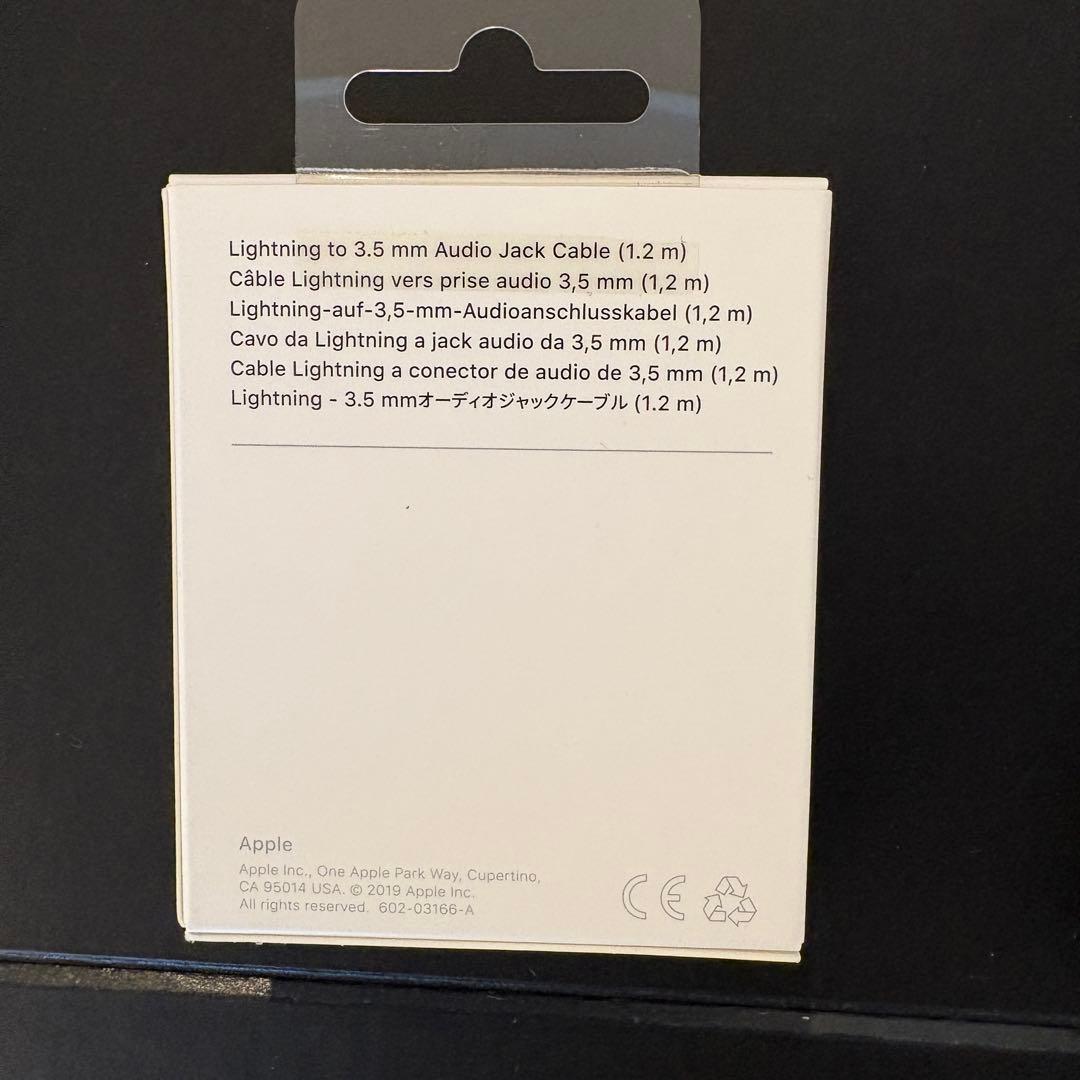 Lightning to 3.5 mm Audio Jack Cable (1.2 m)
Câble Lightning vers prise audio 3,5 mm (1,2 m)
Lightning-auf-3,5-mm-Audioanschlusskabel (1,2 m)
Cavo da Lightning a jack audio da 3,5 mm (1,2 m)
Cable Lightning a conector de audio de 3,5 mm (1,2 m)
Lightning - 3.5 mmオーディオジャックケーブル (1.2 m)
Apple
Apple Inc., One Apple Park Way, Cupertino,
CA 95014 USA. © 2019 Apple Inc.
All rights reserved. 602-03166-A
CE